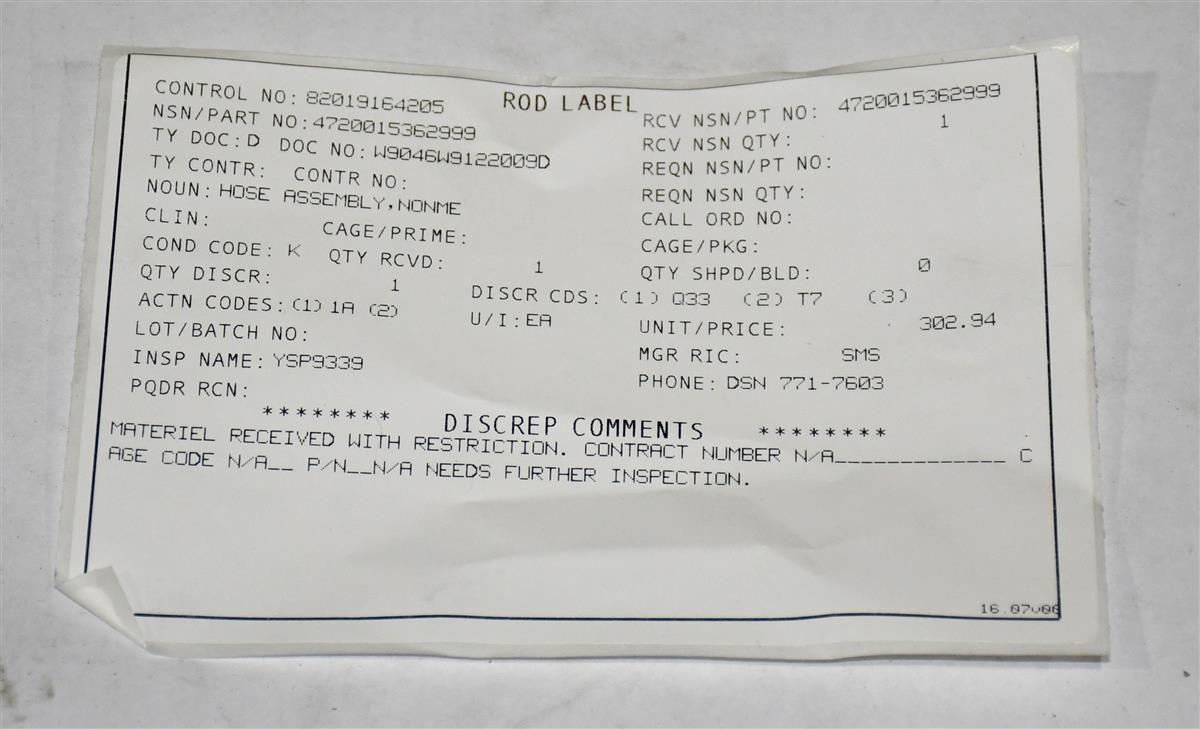 ROD LABEL
CONTROL NO: 82019164205
NSN/PART NO: 4720015362999
TY DOC: D DOC NO: W9046W9122009D
TY CONTR: CONTR NO:
NOUN: HOSE ASSEMBLY,NONME
CLIN: CAGE/PRIME:
COND CODE: K QTY RCVD: 1
QTY DISCR: 1
ACTN CODES: (1) 1A (2)
LOT/BATCH NO:
INSP NAME: YSP9339
PQDR RCN:
RCV NSN/PT NO: 4720015362999
RCV NSN QTY: 1
REQN NSN/PT NO:
REQN NSN QTY:
CALL ORD NO:
CAGE/PKG:
QTY SHPD/BLD: 0
DISCR CDS: (1) Q33 (2) T7 (3)
U/I: EA UNIT/PRICE: 302.94
MGR RIC: SMS
PHONE: DSN 771-7603
******** DISCREP COMMENTS ********
MATERIEL RECEIVED WITH RESTRICTION. CONTRACT NUMBER N/A_____________ C
AGE CODE N/A__ P/N__N/A NEEDS FURTHER INSPECTION.
16.07v06